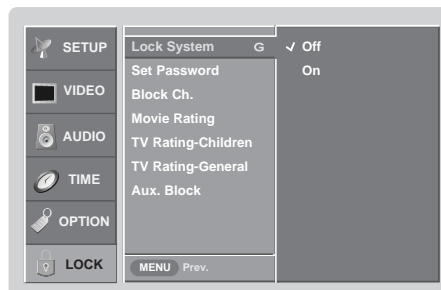 SETUP
VIDEO
AUDIO
TIME
OPTION
LOCK
Lock System G
Set Password
Block Ch.
Movie Rating
TV Rating-Children
TV Rating-General
Aux. Block
MENU Prev.
✓ Off
On